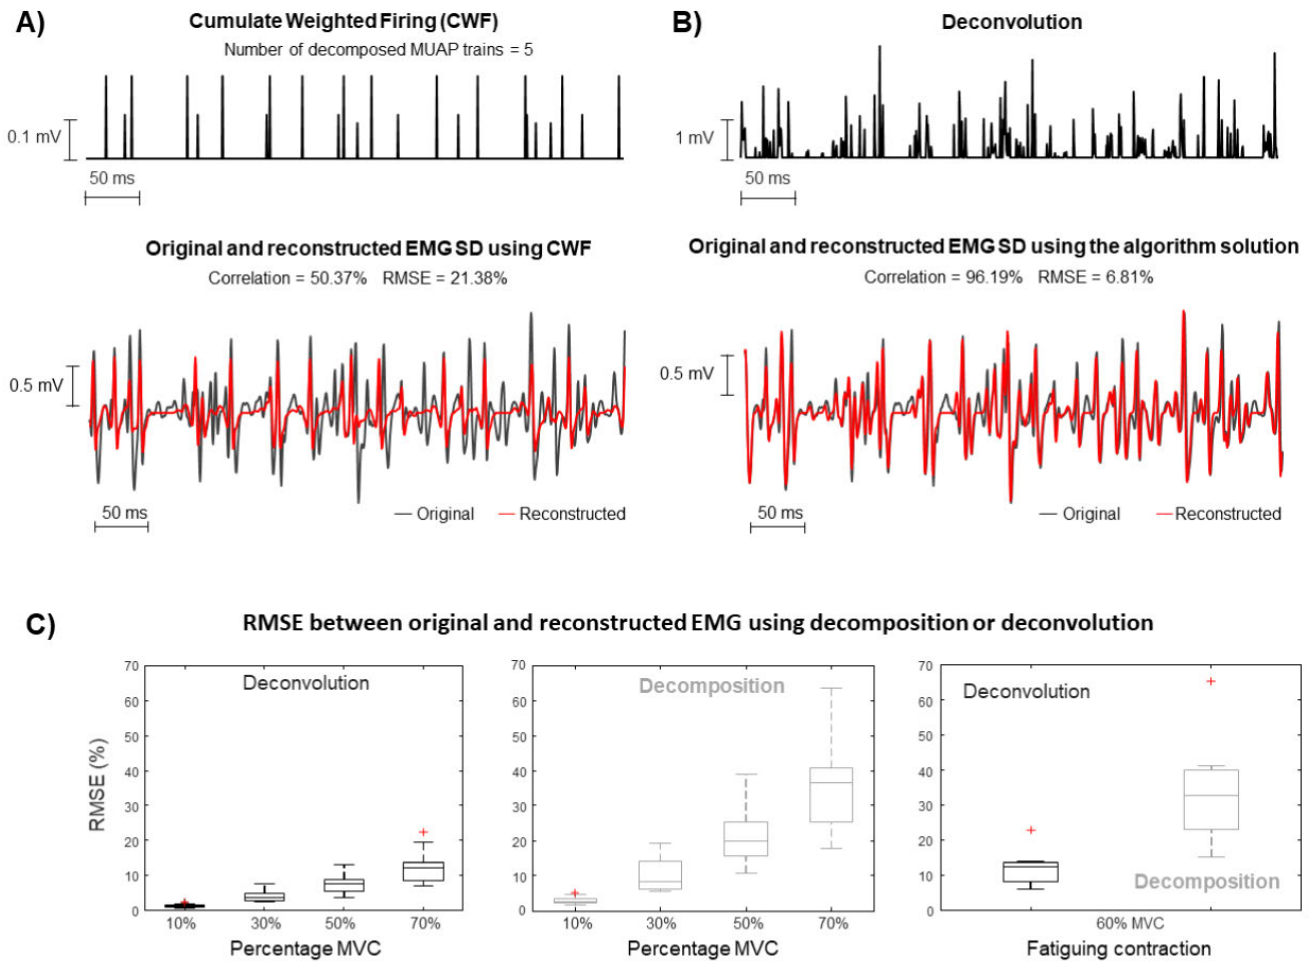 A)
Cumulate Weighted Firing (CWF)
Number of decomposed MUAP trains = 5
0.1 mV
50 ms
Original and reconstructed EMG SD using CWF
Correlation = 50.37% RMSE = 21.38%
0.5 mV
50 ms
Original
Reconstructed
B)
Deconvolution
1 mV
50 ms
Original and reconstructed EMG SD using the algorithm solution
Correlation = 96.19% RMSE = 6.81%
0.5 mV
50 ms
Original
Reconstructed
C)
RMSE between original and reconstructed EMG using decomposition or deconvolution
RMSE (%)
70
60
50
40
30
20
10
0
Deconvolution
10% 30% 50% 70%
Percentage MVC
70
60
50
40
30
20
10
0
Decomposition
10% 30% 50% 70%
Percentage MVC
70
60
50
40
30
20
10
0
Deconvolution
Decomposition
60% MVC
Fatiguing contraction